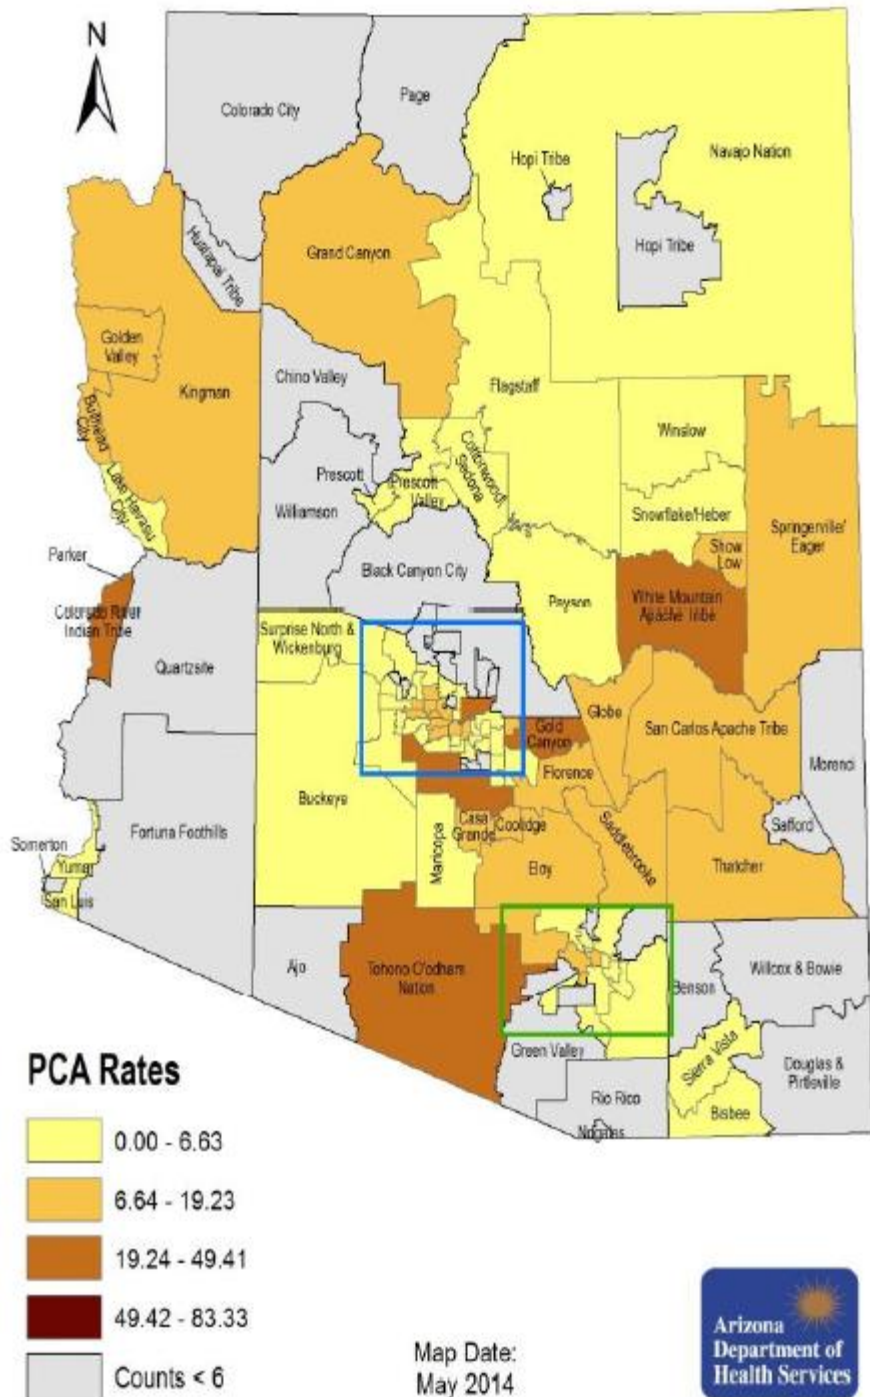 N
Colorado City
Page
Hopi Tribe
Navajo Nation
Hopi Tribe
Hualapai Tribe
Grand Canyon
Golden
Valley
Kingman
Bullhead
City
Chino Valley
Flagstaff
Winslow
Cottonwood/
Sedona
Prescott
Prescott
Valley
Lake Havasu
City
Williamson
Snowflake/Heber
Springerville/
Eager
Show
Low
Parker
Black Canyon City
Payson
White Mountain
Apache Tribe
Colorado River
Indian Tribe
Surprise North &
Wickenburg
Quartzsite
Globe
San Carlos Apache Tribe
Gold
Canyon
Morenci
Florence
Buckeye
Casa
Grande
Coolidge
Saddlebrooke
Safford
Fortuna Foothills
Maricopa
Eloy
Thatcher
Somerton
Yuma
San Luis
Ajo
Tohono O'odham
Nation
Benson
Willcox & Bowie
Green Valley
Sierra Vista
Douglas &
Pirtleville
Rio Rico
Bisbee
Nogales
PCA Rates
0.00 - 6.63
6.64 - 19.23
19.24 - 49.41
49.42 - 83.33
Counts < 6
Map Date:
May 2014
Arizona
Department of
Health Services